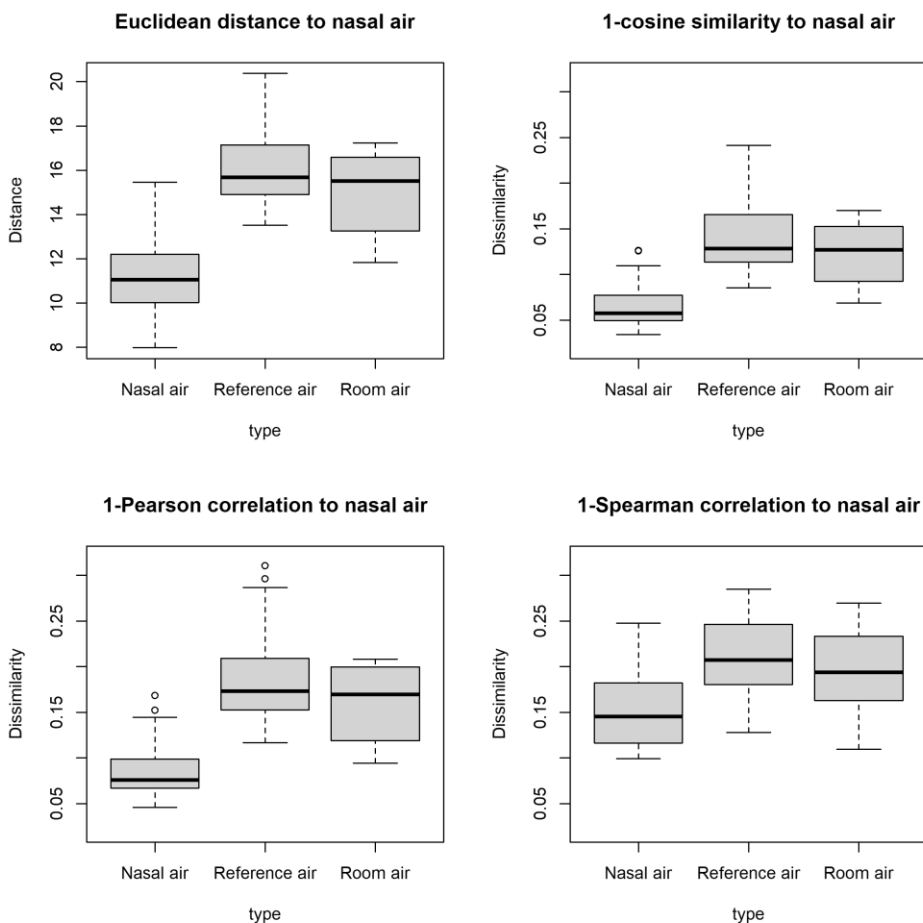 Euclidean distance to nasal air
Distance
20
18
16
14
12
10
8
Nasal air Reference air Room air
type
1-cosine similarity to nasal air
Dissimilarity
0.25
0.15
0.05
Nasal air Reference air Room air
type
1-Pearson correlation to nasal air
Dissimilarity
0.25
0.15
0.05
Nasal air Reference air Room air
type
1-Spearman correlation to nasal air
Dissimilarity
0.25
0.15
0.05
Nasal air Reference air Room air
type